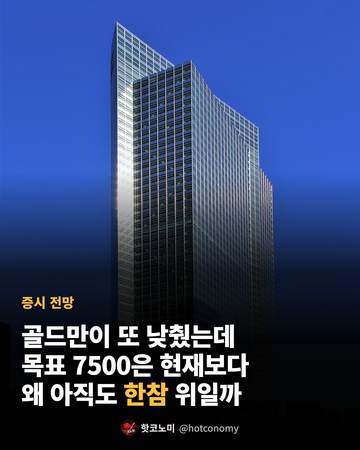 증시 전망
골드만이 또 낮췄는데
목표 7500은 현재보다
왜 아직도 한참 위일까
핫코노미 @hotconomy